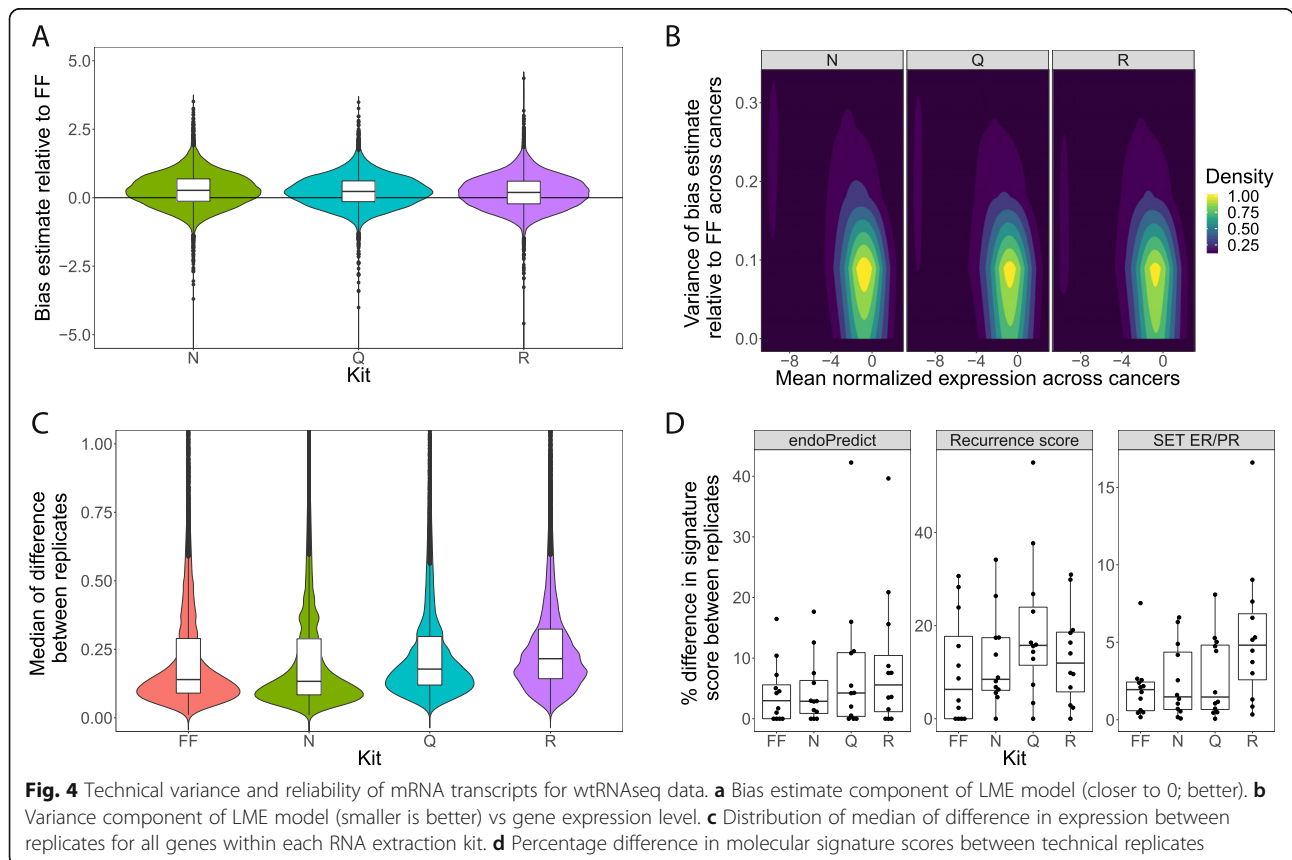 A
Bias estimate relative to FF
5.0
2.5
0.0
−2.5
−5.0
N
Q
R
Kit
B
N
Q
R
Variance of bias estimate
relative to FF across cancers
0.3
0.2
0.1
0.0
−8
−4
0
−8
−4
0
−8
−4
0
Mean normalized expression across cancers
Density
1.00
0.75
0.50
0.25
C
Median of difference
between replicates
1.00
0.75
0.50
0.25
0.00
FF
N
Q
R
Kit
D
endoPredict
Recurrence score
SET ER/PR
% difference in signature
score between replicates
40
30
20
10
0
40
20
0
15
10
5
0
FF
N
Q
R
FF
N
Q
R
FF
N
Q
R
Kit
Fig. 4 Technical variance and reliability of mRNA transcripts for wtRNAseq data. a Bias estimate component of LME model (closer to 0; better). b
Variance component of LME model (smaller is better) vs gene expression level. c Distribution of median of difference in expression between
replicates for all genes within each RNA extraction kit. d Percentage difference in molecular signature scores between technical replicates